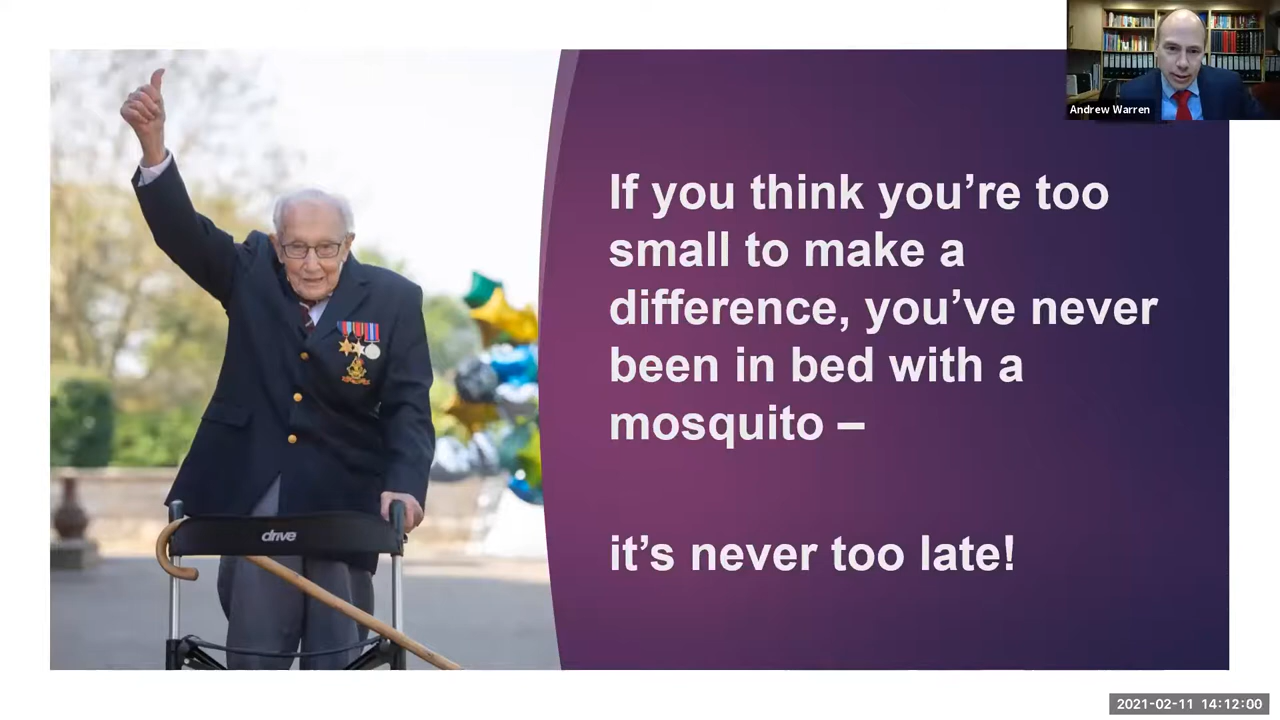 Andrew Warren
If you think you’re too
small to make a
difference, you’ve never
been in bed with a
mosquito –
it’s never too late!
drive
2021-02-11 14:12:00